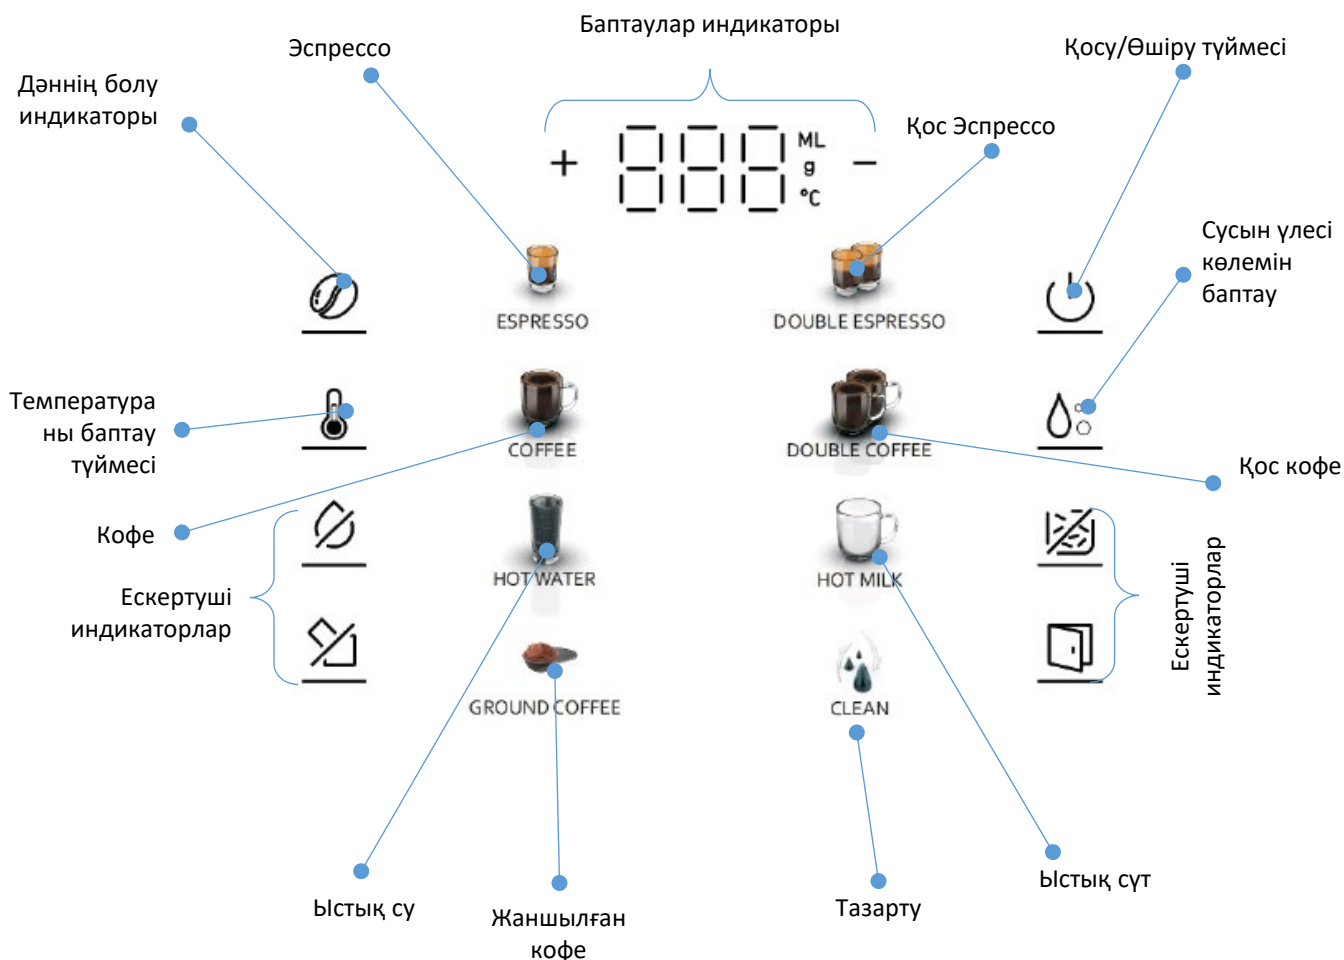 Баптаулар индикаторы
Эспрессо
Қосу/Өшіру түймесі
Дәннің болу
индикаторы
Қос Эспрессо
+ 888 ML
g
°C −
Сусын үлесі
көлемін
баптау
ESPRESSO
DOUBLE ESPRESSO
Температура
ны баптау
түймесі
COFFEE
DOUBLE COFFEE
Қос кофе
Кофе
HOT WATER
HOT MILK
Ескертуші
индикаторлар
Ескертуші
индикаторлар
GROUND COFFEE
CLEAN
Ыстық су
Жаншылған
кофе
Тазарту
Ыстық сүт